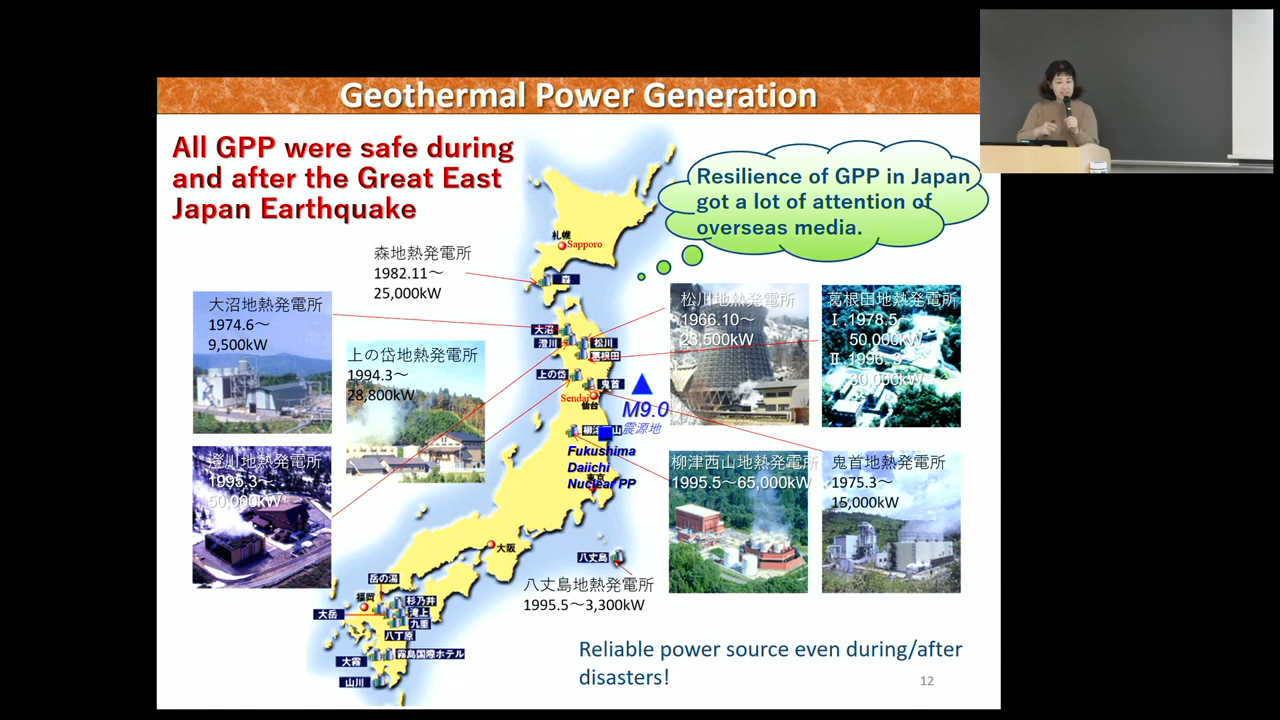 Geothermal Power Generation
All GPP were safe during
and after the Great East
Japan Earthquake
Resilience of GPP in Japan
got a lot of attention of
overseas media.
札幌
Sapporo
森地熱発電所
1982.11～
25,000kW
森
大沼地熱発電所
1974.6～
9,500kW
上の岱地熱発電所
1994.3～
28,800kW
澄川地熱発電所
1995.3～
50,000kW
大沼
澄川
松川
葛根田
上の岱
鬼首
Sendai
仙台
M9.0
震源地
Fukushima
Daiichi
Nuclear PP
東京
松川地熱発電所
1966.10～
23,500kW
葛根田地熱発電所
Ⅰ 1978.5～
50,000kW
Ⅱ 1996.3～
30,000kW
柳津西山地熱発電所
1995.5～65,000kW
鬼首地熱発電所
1975.3～
15,000kW
大阪
八丈島
八丈島地熱発電所
1995.5～3,300kW
岳の湯
福岡
杉乃井
大岳
滝上
九重
八丁原
大霧
霧島国際ホテル
山川
Reliable power source even during/after
disasters!
12